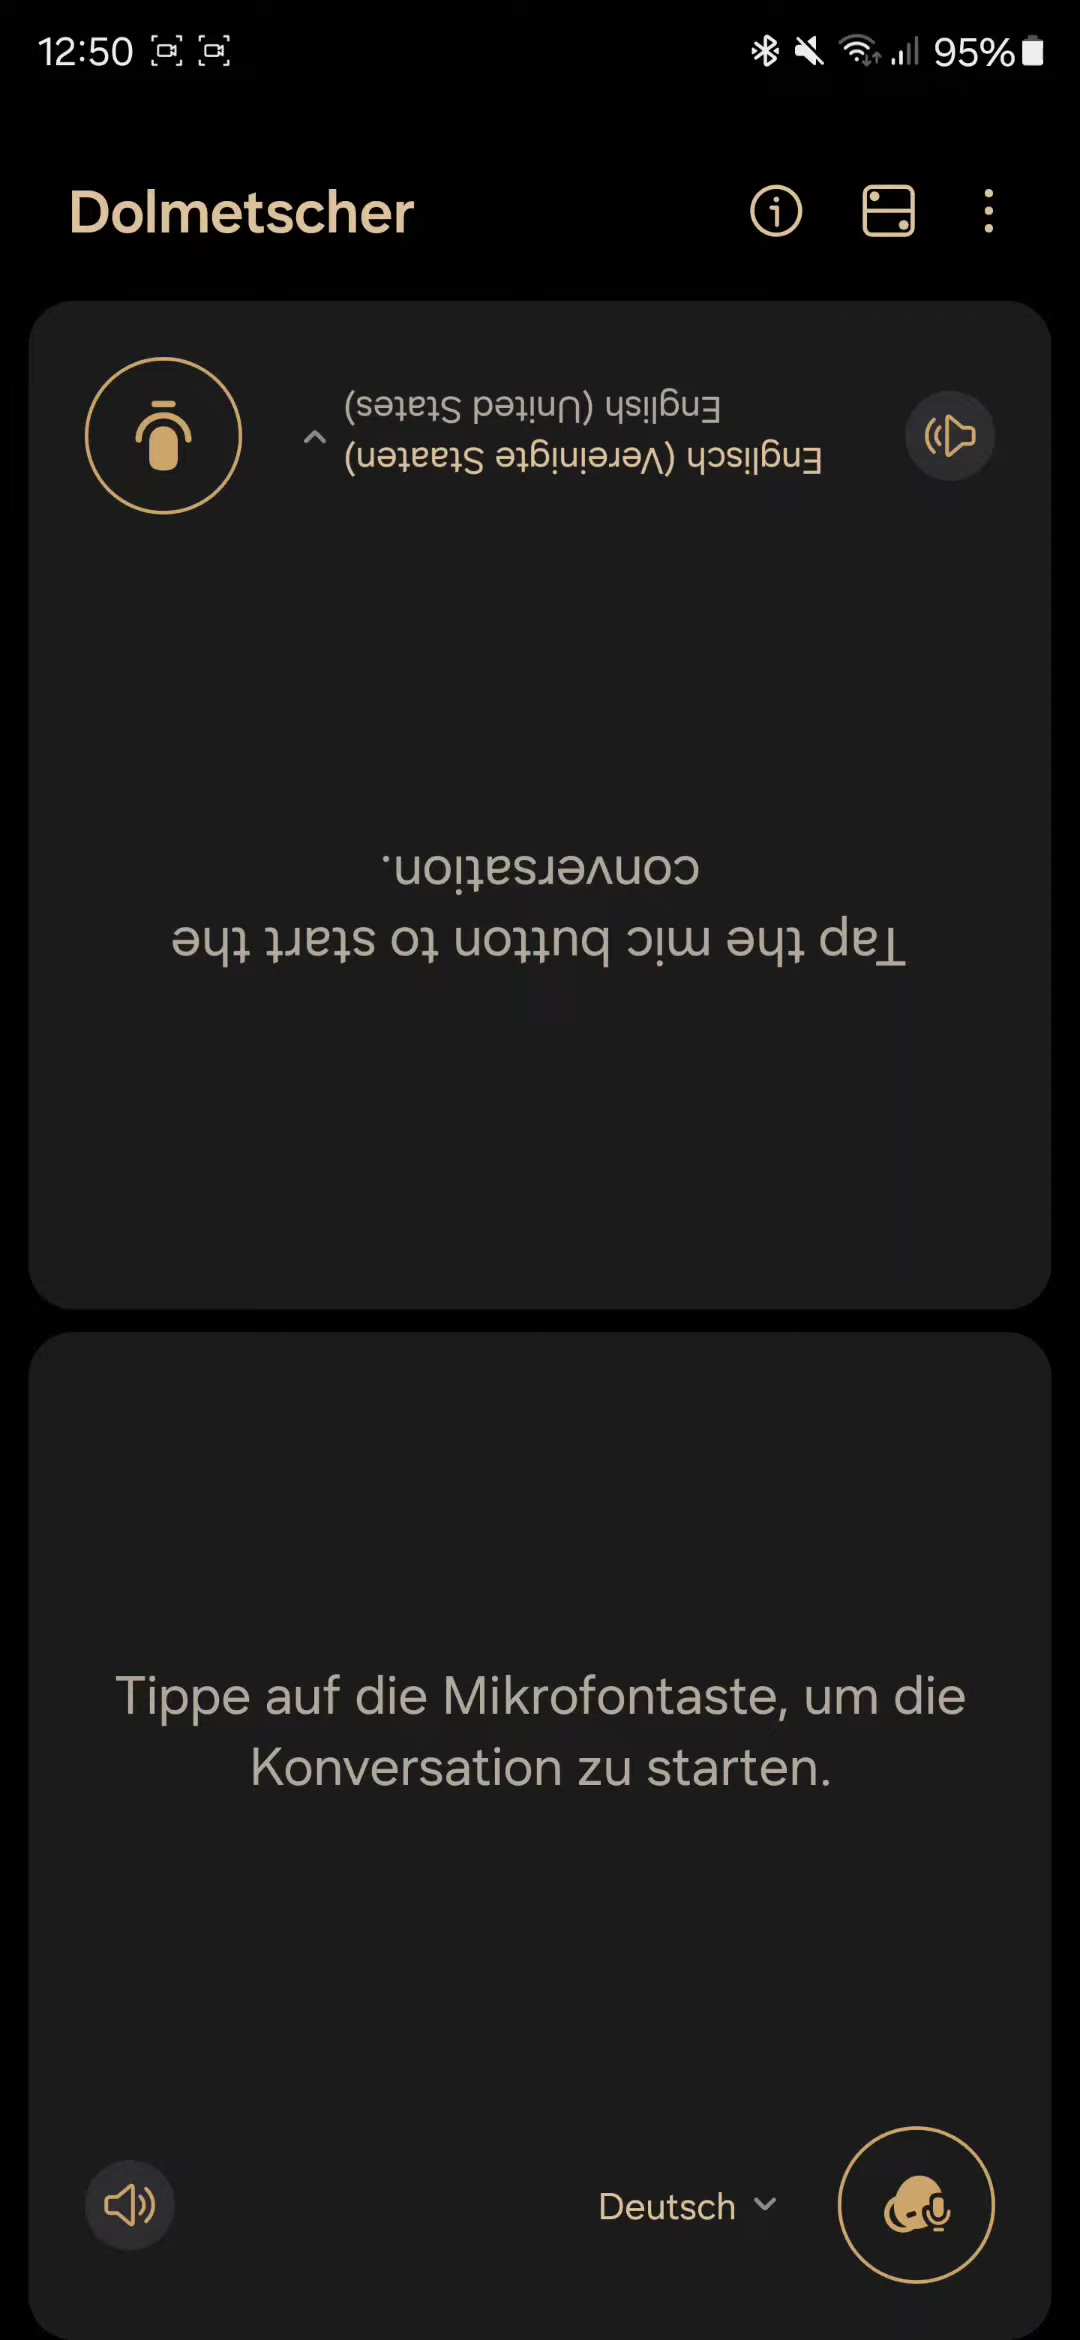 12:50
95%
Dolmetscher
Englisch (Vereinigte Staaten)
English (United States)
Tap the mic button to start the
conversation.
Tippe auf die Mikrofontaste, um die
Konversation zu starten.
Deutsch